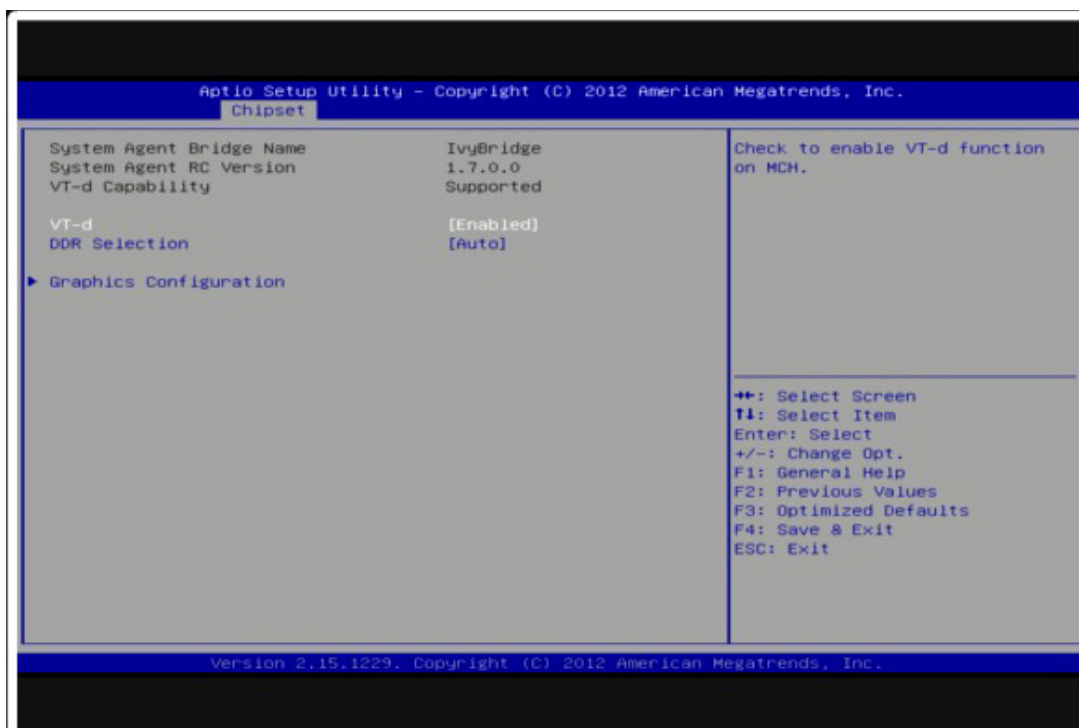 Aptio Setup Utility – Copyright (C) 2012 American Megatrends, Inc.
Chipset
System Agent Bridge Name IvyBridge
System Agent RC Version 1.7.0.0
VT-d Capability Supported
VT-d [Enabled]
DDR Selection [Auto]
▶ Graphics Configuration
Check to enable VT-d function
on MCH.
→←: Select Screen
↑↓: Select Item
Enter: Select
+/-: Change Opt.
F1: General Help
F2: Previous Values
F3: Optimized Defaults
F4: Save & Exit
ESC: Exit
Version 2.15.1229. Copyright (C) 2012 American Megatrends, Inc.